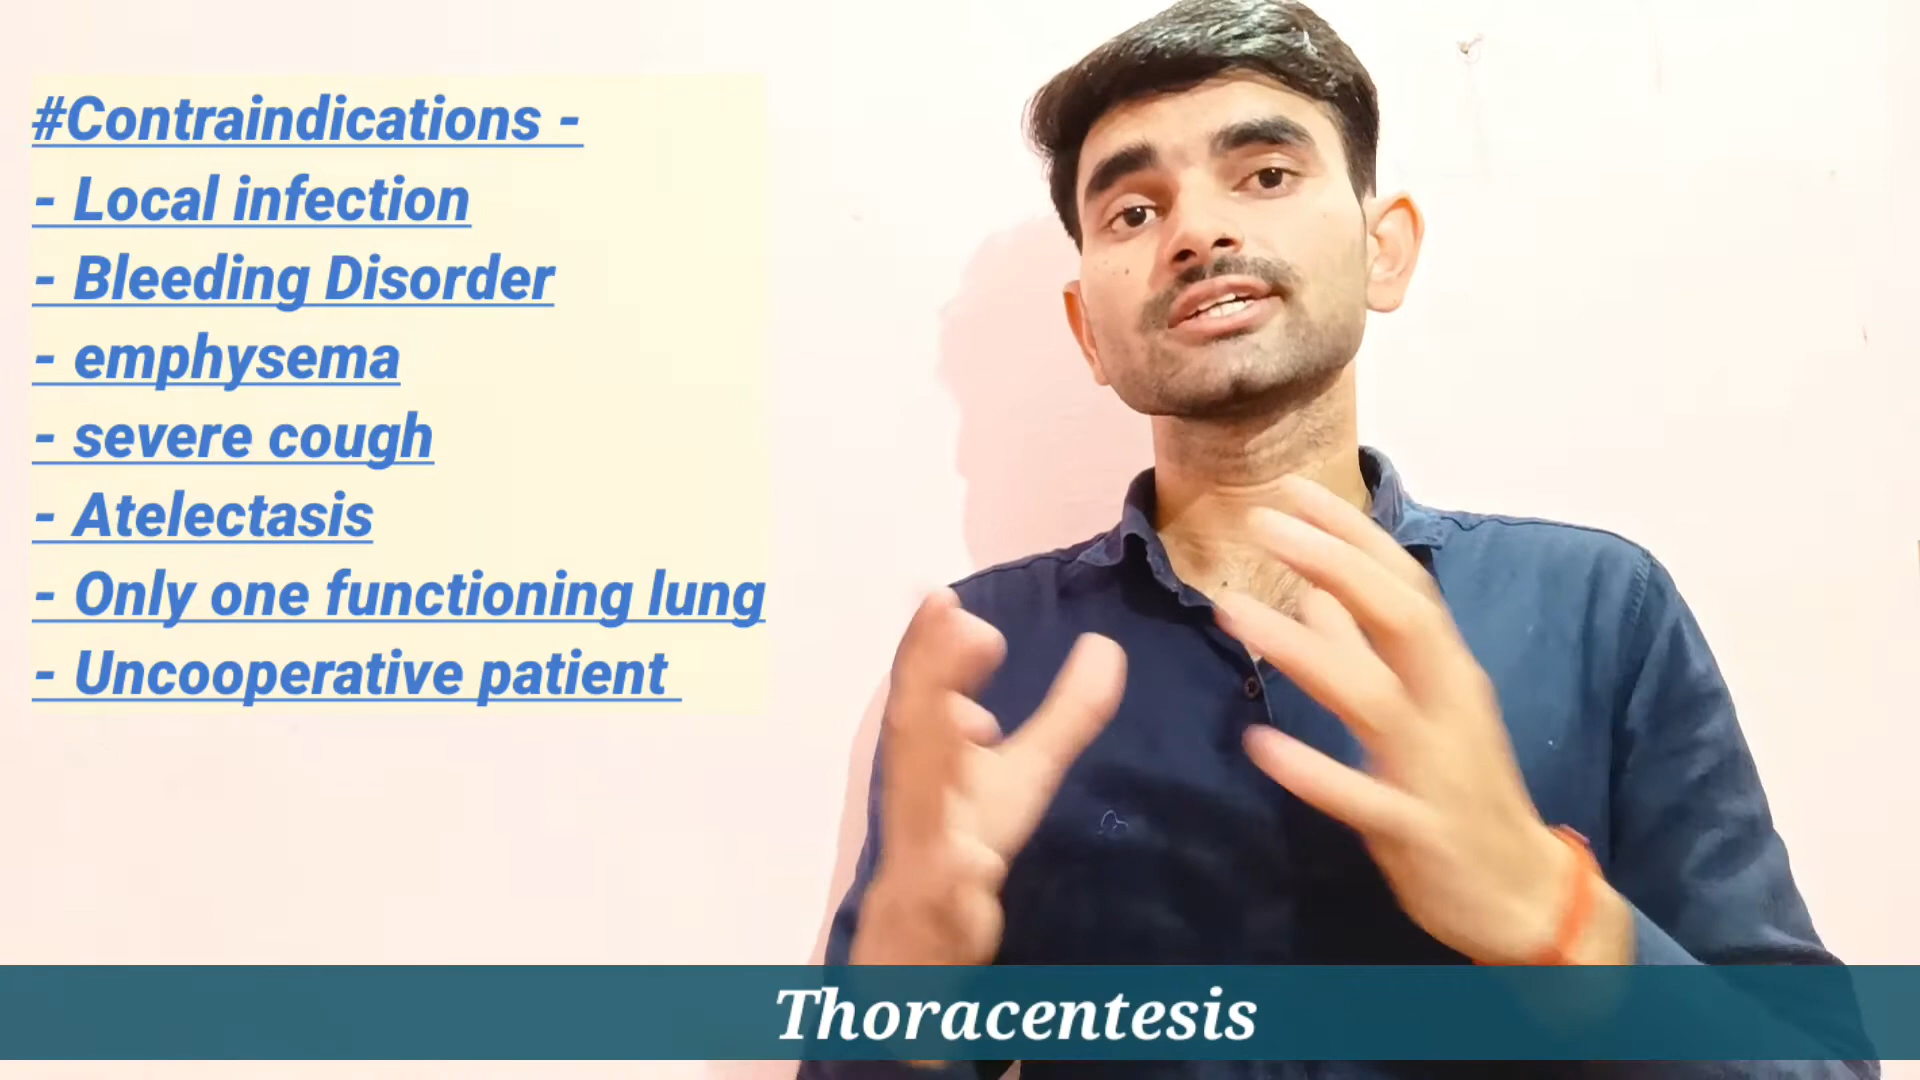 #Contraindications -
- Local infection
- Bleeding Disorder
- emphysema
- severe cough
- Atelectasis
- Only one functioning lung
- Uncooperative patient
Thoracentesis